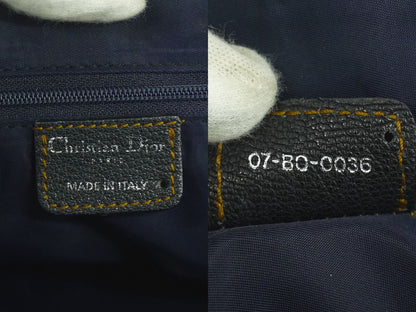 Christian Dior
PARIS
MADE IN ITALY
07-BO-0036